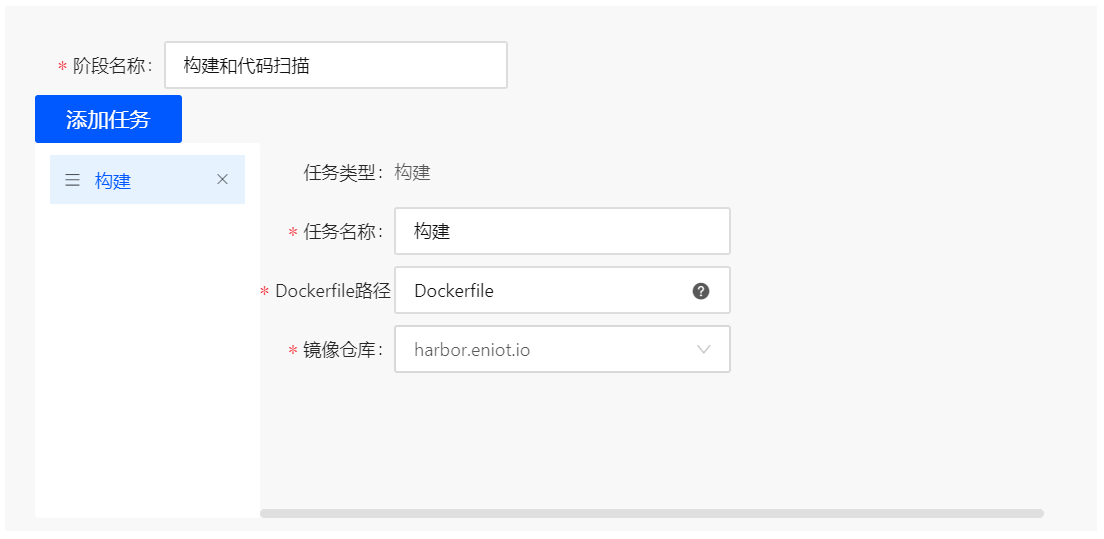 * 阶段名称： 构建和代码扫描
添加任务
构建
任务类型： 构建
* 任务名称： 构建
* Dockerfile路径 Dockerfile
* 镜像仓库： harbor.eniot.io